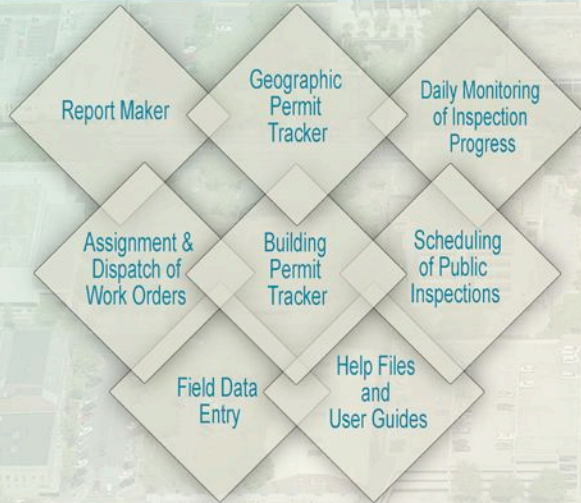 Report Maker
Geographic
Permit
Tracker
Daily Monitoring
of Inspection
Progress
Assignment &
Dispatch of
Work Orders
Building
Permit
Tracker
Scheduling
of Public
Inspections
Field Data
Entry
Help Files
and
User Guides